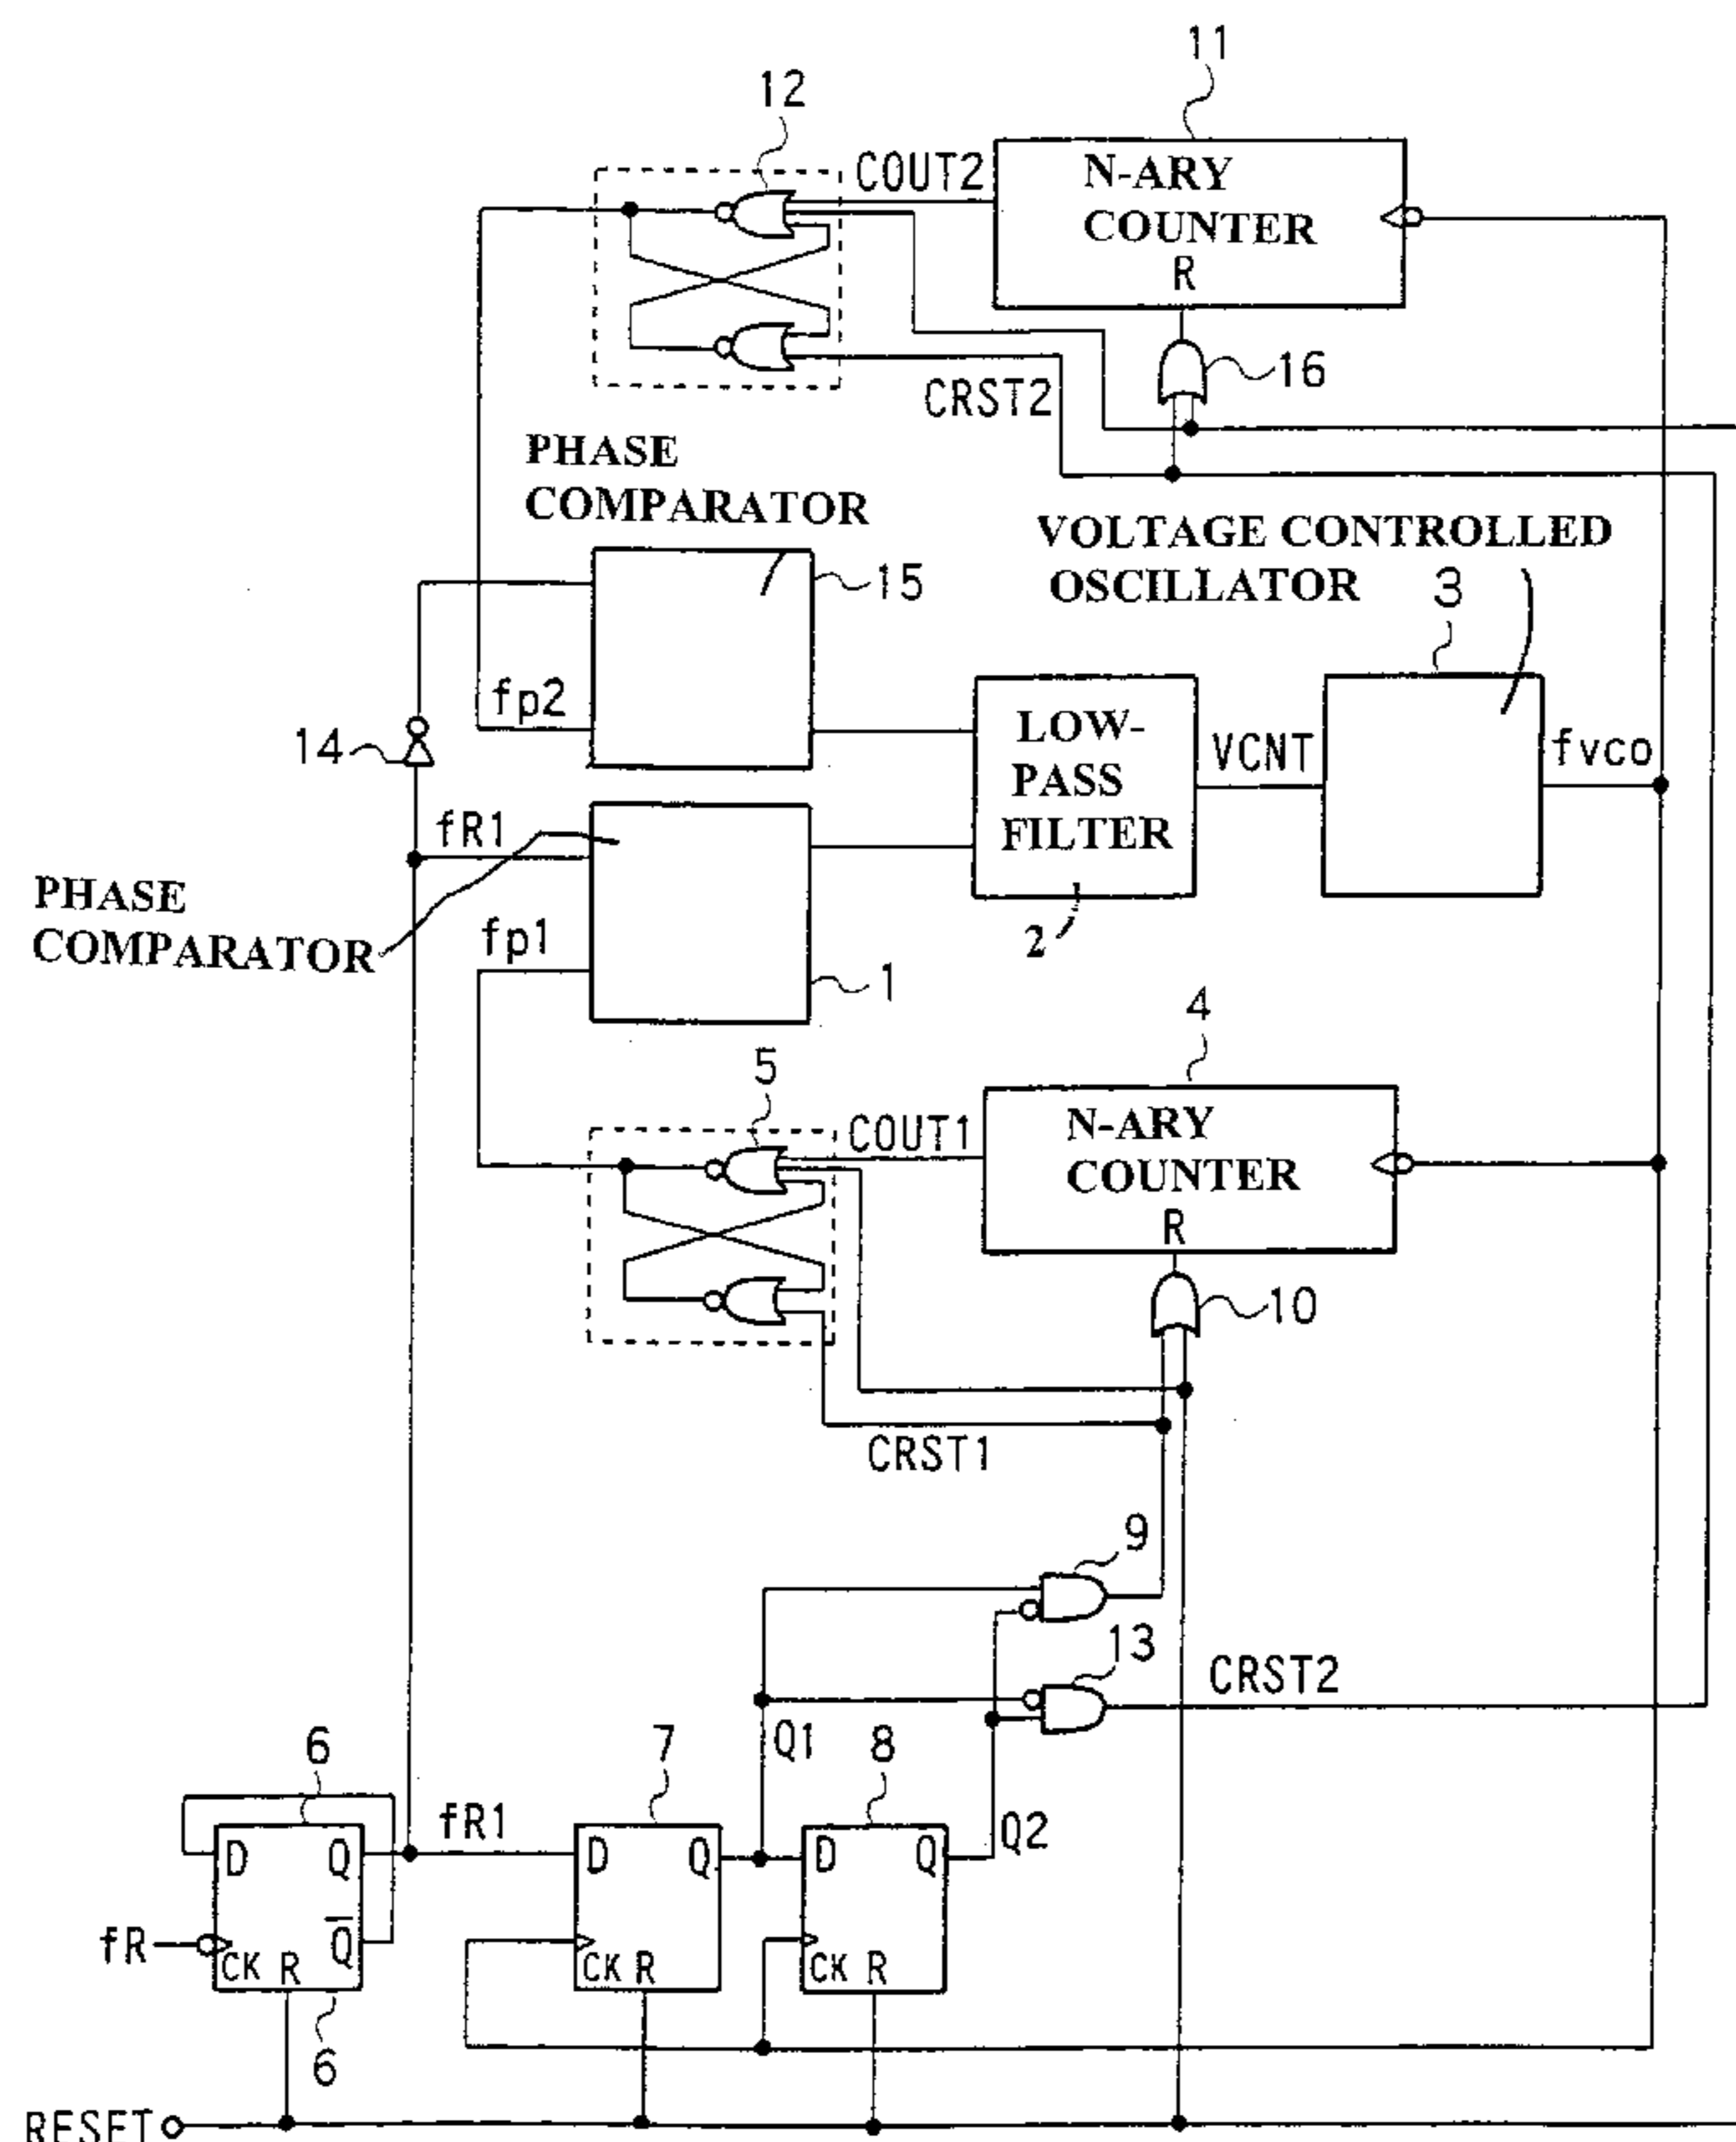 11
12
COUT2
N-ARY
COUNTER
R
16
CRST2
PHASE
COMPARATOR
15
VOLTAGE CONTROLLED
OSCILLATOR
3
fp2
14
LOW-
PASS
FILTER
2
VCNT
fvco
fR1
PHASE
COMPARATOR
fp1
1
4
5
COUT1
N-ARY
COUNTER
R
10
CRST1
9
13
CRST2
Q1
6
7
8
fR1
Q2
D Q
D Q
D Q
fR
CK R Q̅
CK R
CK R
6
RESET